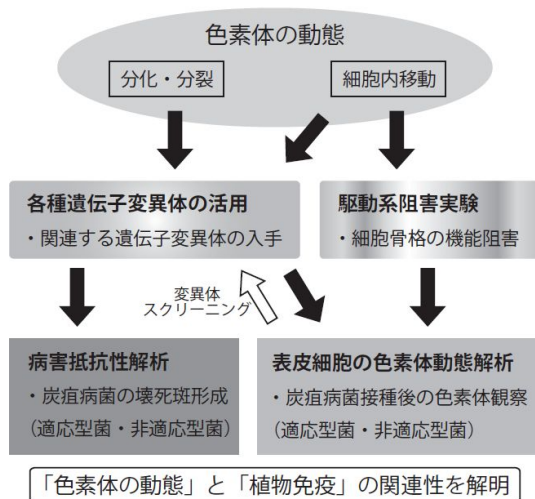 色素体の動態
分化・分裂
細胞内移動
各種遺伝子変異体の活用
・関連する遺伝子変異体の入手
駆動系阻害実験
・細胞骨格の機能阻害
変異体
スクリーニング
病害抵抗性解析
・炭疽病菌の壊死斑形成
(適応型菌・非適応型菌)
表皮細胞の色素体動態解析
・炭疽病菌接種後の色素体観察
(適応型菌・非適応型菌)
「色素体の動態」と「植物免疫」の関連性を解明